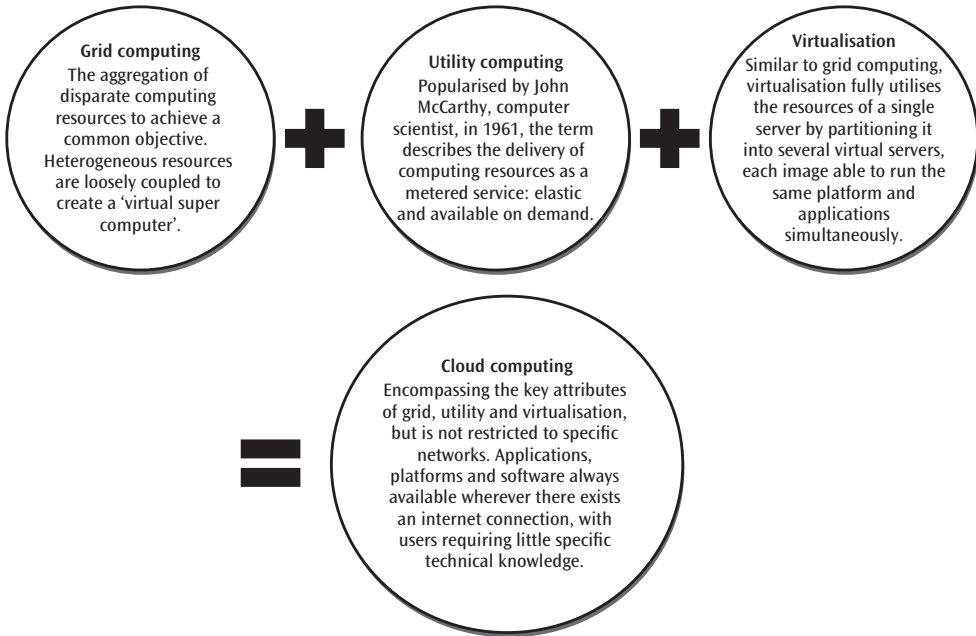 Grid computing
The aggregation of
disparate computing
resources to achieve a
common objective.
Heterogeneous resources
are loosely coupled to
create a ‘virtual super
computer’.
Utility computing
Popularised by John
McCarthy, computer
scientist, in 1961, the term
describes the delivery of
computing resources as a
metered service: elastic
and available on demand.
Virtualisation
Similar to grid computing,
virtualisation fully utilises
the resources of a single
server by partitioning it
into several virtual servers,
each image able to run the
same platform and
applications
simultaneously.
Cloud computing
Encompassing the key attributes
of grid, utility and virtualisation,
but is not restricted to specific
networks. Applications,
platforms and software always
available wherever there exists
an internet connection, with
users requiring little specific
technical knowledge.